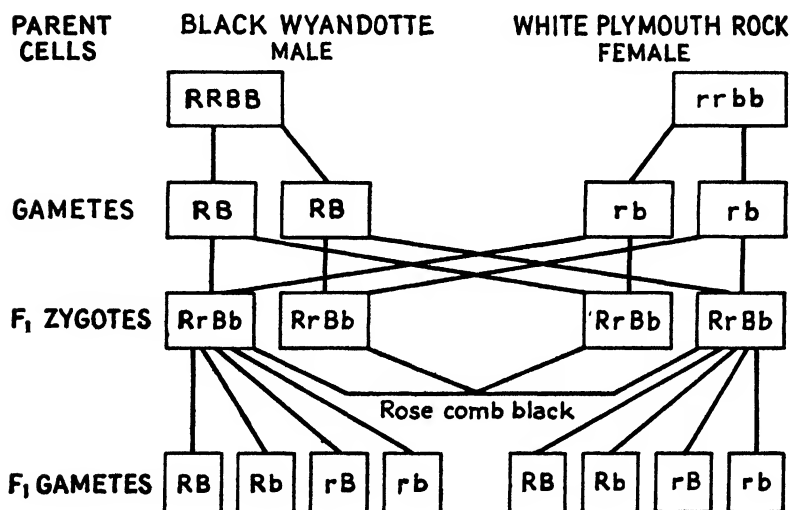 PARENT CELLS
BLACK WYANDOTTE MALE
WHITE PLYMOUTH ROCK FEMALE
RRBB
rrbb
GAMETES
RB
RB
rb
rb
F₁ ZYGOTES
RrBb
RrBb
RrBb
RrBb
Rose comb black
F₁ GAMETES
RB
Rb
rB
rb
RB
Rb
rB
rb